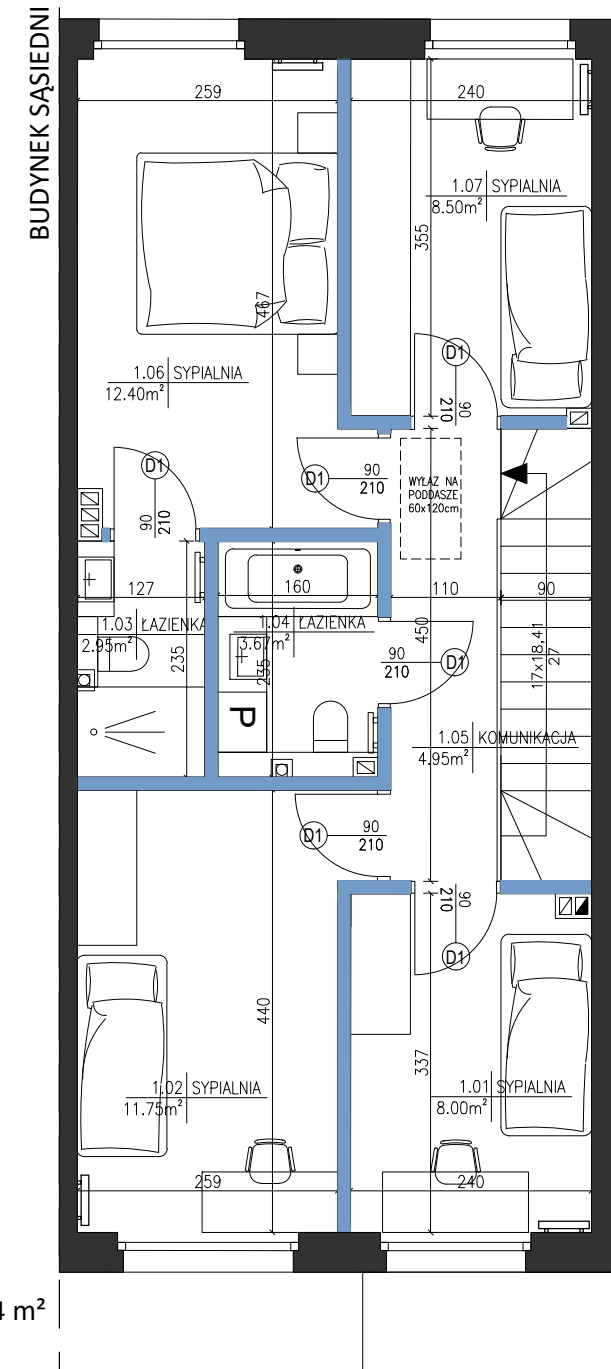 BUDYNEK SĄSIEDNI
259
240
1.07 SYPIALNIA
8.50m²
355
467
1.06 SYPIALNIA
12.40m²
D1
90
210
D1
90
210
D1
90
210
WYŁAZ NA
PODDASZE
60x120cm
127
160
110
90
1.03 ŁAZIENKA
2.95m²
235
1.04 ŁAZIENKA
3.67m²
235
P
450
D1
90
210
17x18,41
27
1.05 KOMUNIKACJA
4.95m²
D1
90
210
D1
90
210
440
337
1.02 SYPIALNIA
11.75m²
1.01 SYPIALNIA
8.00m²
259
240
m²